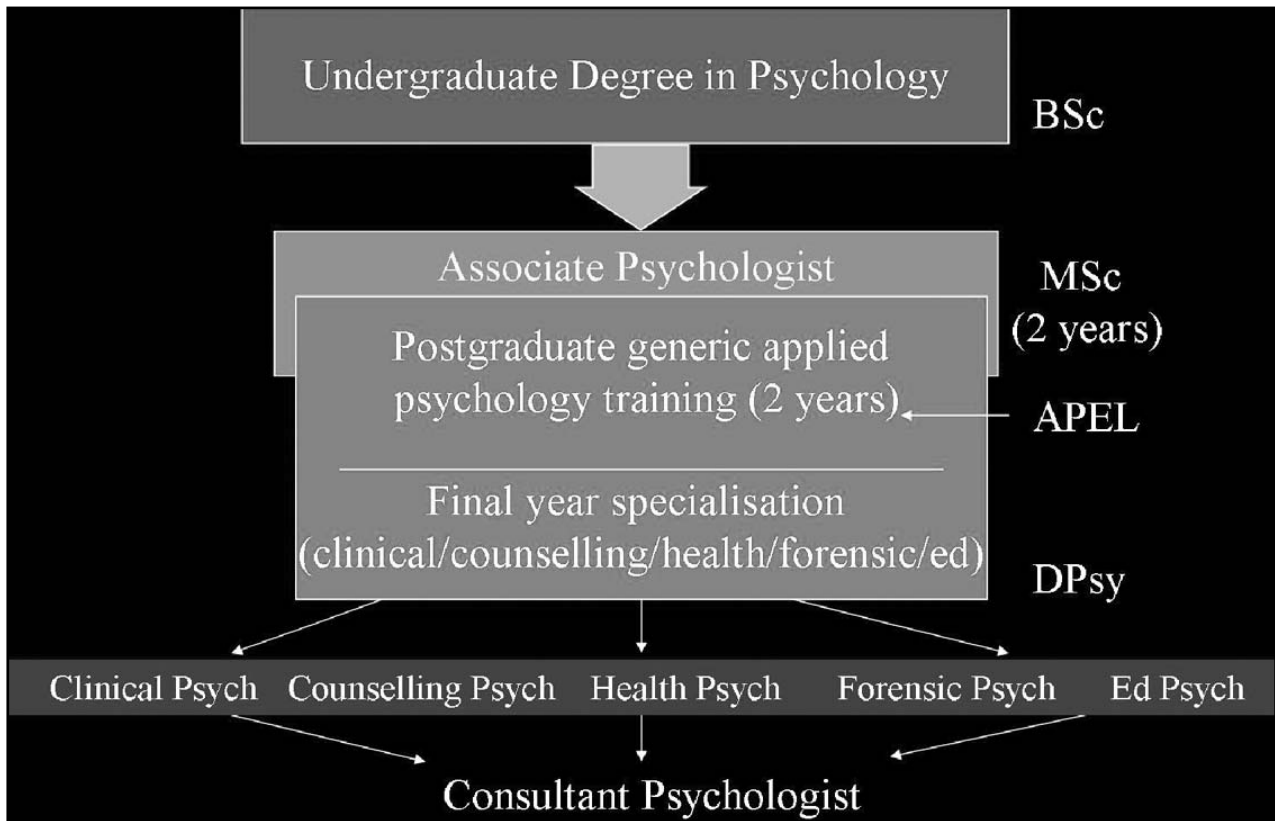 Undergraduate Degree in Psychology
BSc
Associate Psychologist
MSc
(2 years)
Postgraduate generic applied
psychology training (2 years)
APEL
Final year specialisation
(clinical/counselling/health/forensic/ed)
DPsy
Clinical Psych Counselling Psych Health Psych Forensic Psych Ed Psych
Consultant Psychologist